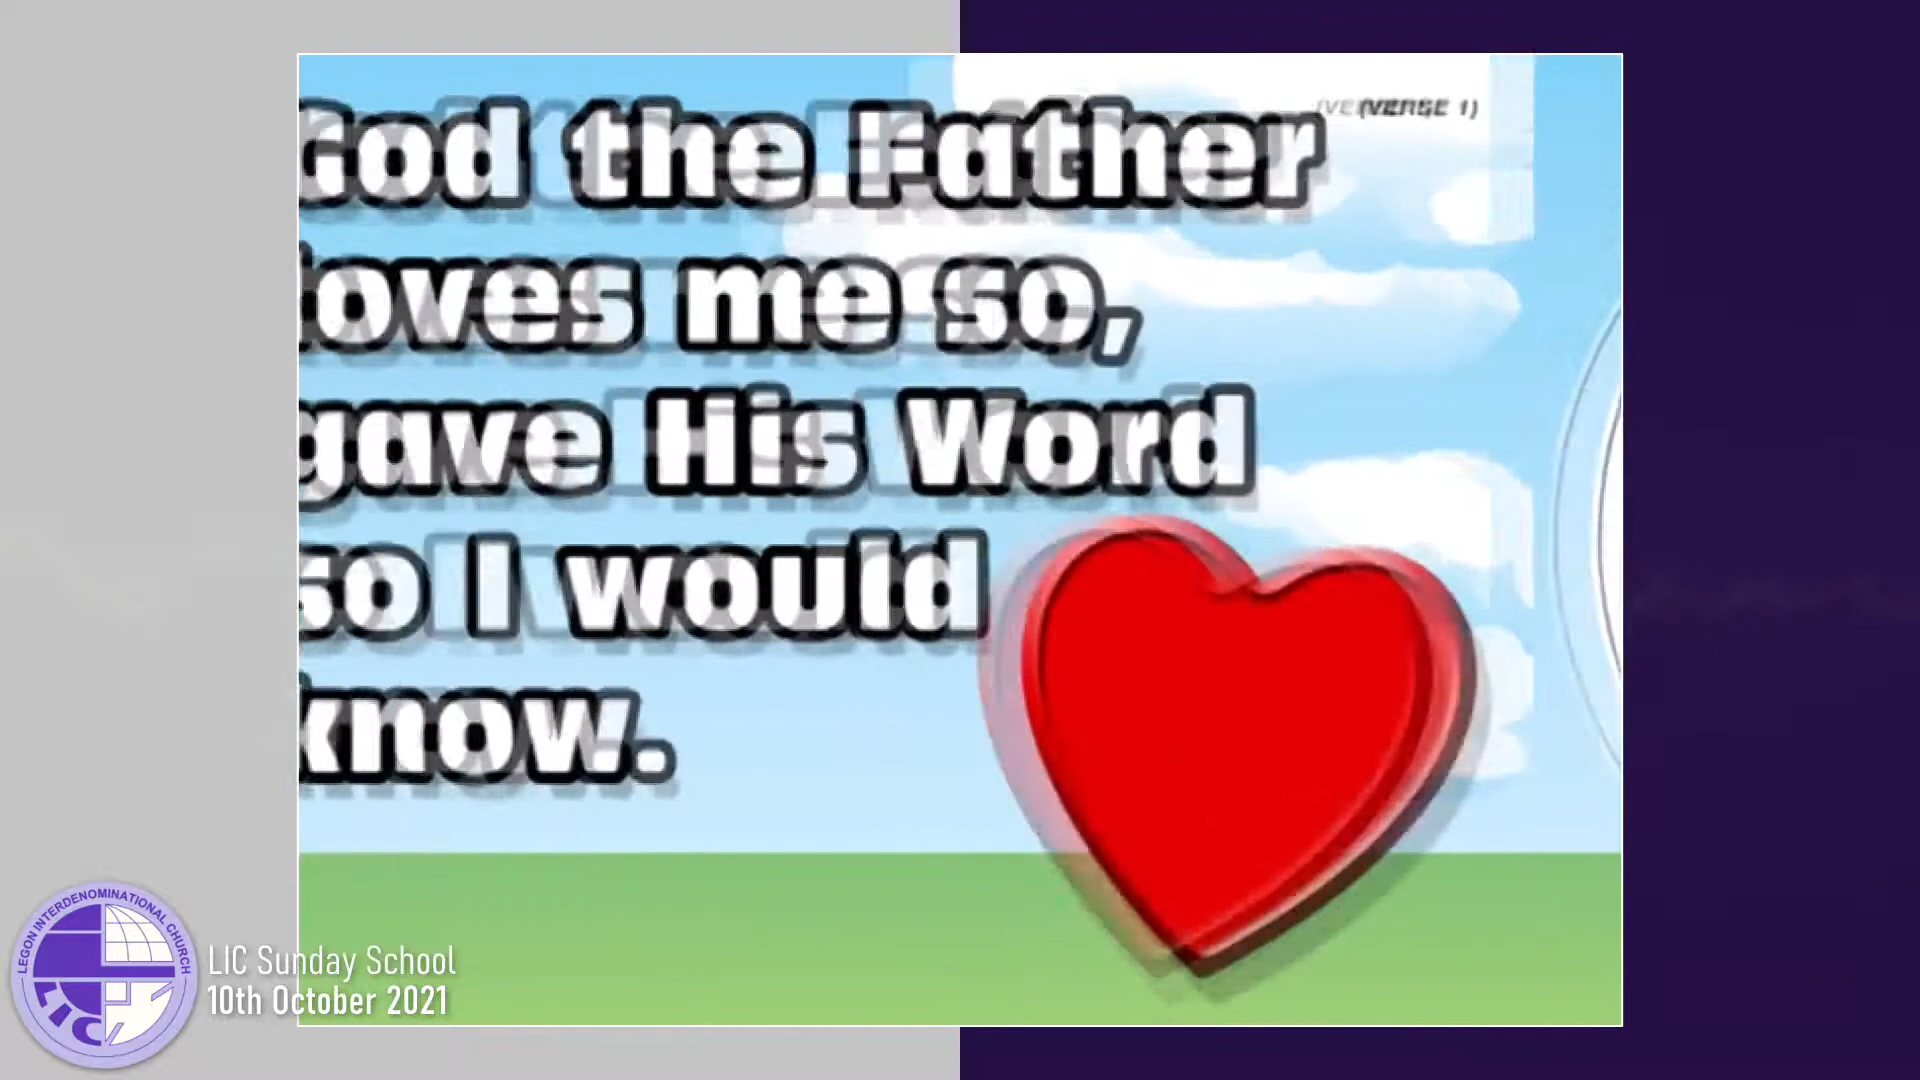 (VERSE 1)
God the Father
loves me so,
gave His Word
so I would
know.
LEGON INTERDENOMINATIONAL CHURCH
LIC
LIC Sunday School
10th October 2021